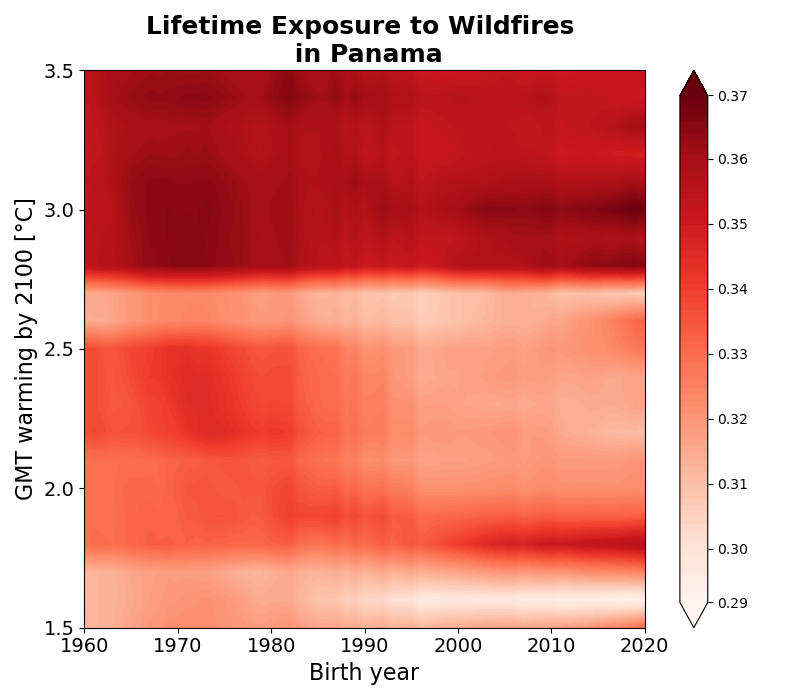 Lifetime Exposure to Wildfires
in Panama
GMT warming by 2100 [°C]
3.5
3.0
2.5
2.0
1.5
1960 1970 1980 1990 2000 2010 2020
Birth year
0.37
0.36
0.35
0.34
0.33
0.32
0.31
0.30
0.29